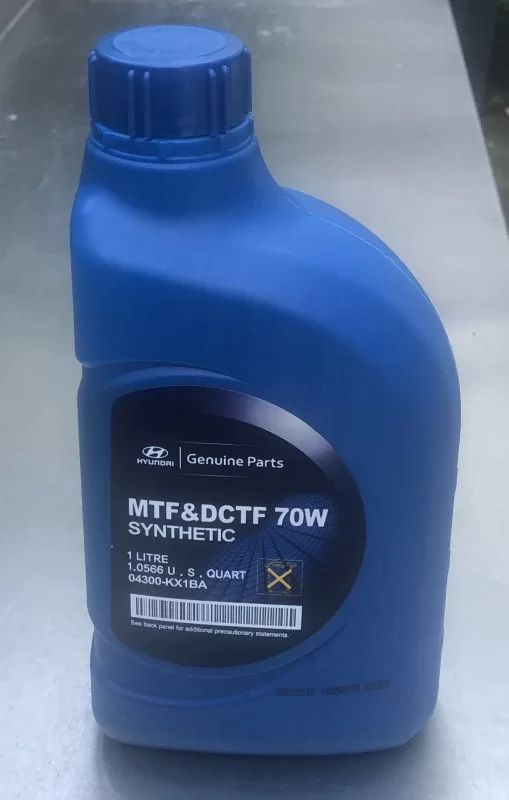 HYUNDAI | Genuine Parts
MTF&DCTF 70W
SYNTHETIC
1 LITRE
1.0566 U . S . QUART
04300-KX1BA
See back panel for additional precautionary statements.